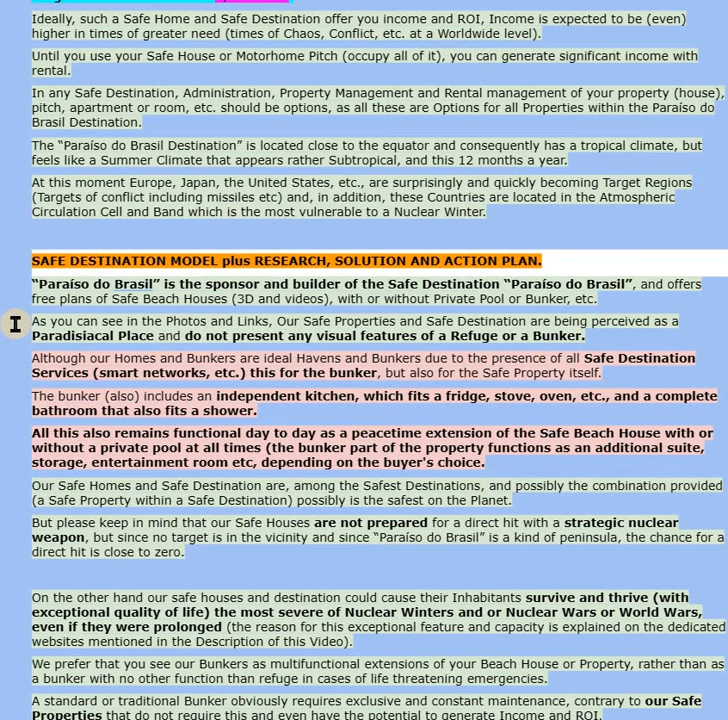 Ideally, such a Safe Home and Safe Destination offer you income and ROI, Income is expected to be (even)
higher in times of greater need (times of Chaos, Conflict, etc. at a Worldwide level).
Until you use your Safe House or Motorhome Pitch (occupy all of it), you can generate significant income with
rental.
In any Safe Destination, Administration, Property Management and Rental management of your property (house),
pitch, apartment or room, etc. should be options, as all these are Options for all Properties within the Paraíso do
Brasil Destination.
The “Paraíso do Brasil Destination” is located close to the equator and consequently has a tropical climate, but
feels like a Summer Climate that appears rather Subtropical, and this 12 months a year.
At this moment Europe, Japan, the United States, etc., are surprisingly and quickly becoming Target Regions
(Targets of conflict including missiles etc) and, in addition, these Countries are located in the Atmospheric
Circulation Cell and Band which is the most vulnerable to a Nuclear Winter.
SAFE DESTINATION MODEL plus RESEARCH, SOLUTION AND ACTION PLAN.
“Paraíso do Brasil” is the sponsor and builder of the Safe Destination “Paraíso do Brasil”, and offers
free plans of Safe Beach Houses (3D and videos), with or without Private Pool or Bunker, etc.
As you can see in the Photos and Links, Our Safe Properties and Safe Destination are being perceived as a
Paradisiacal Place and do not present any visual features of a Refuge or a Bunker.
Although our Homes and Bunkers are ideal Havens and Bunkers due to the presence of all Safe Destination
Services (smart networks, etc.) this for the bunker, but also for the Safe Property itself.
The bunker (also) includes an independent kitchen, which fits a fridge, stove, oven, etc., and a complete
bathroom that also fits a shower.
All this also remains functional day to day as a peacetime extension of the Safe Beach House with or
without a private pool at all times (the bunker part of the property functions as an additional suite,
storage, entertainment room etc, depending on the buyer's choice.
Our Safe Homes and Safe Destination are, among the Safest Destinations, and possibly the combination provided
(a Safe Property within a Safe Destination) possibly is the safest on the Planet.
But please keep in mind that our Safe Houses are not prepared for a direct hit with a strategic nuclear
weapon, but since no target is in the vicinity and since “Paraíso do Brasil” is a kind of peninsula, the chance for a
direct hit is close to zero.
On the other hand our safe houses and destination could cause their Inhabitants survive and thrive (with
exceptional quality of life) the most severe of Nuclear Winters and or Nuclear Wars or World Wars,
even if they were prolonged (the reason for this exceptional feature and capacity is explained on the dedicated
websites mentioned in the Description of this Video).
We prefer that you see our Bunkers as multifunctional extensions of your Beach House or Property, rather than as
a bunker with no other function than refuge in cases of life threatening emergencies.
A standard or traditional Bunker obviously requires exclusive and constant maintenance, contrary to our Safe
Properties that do not require this and even have the potential to generate Income and ROI.